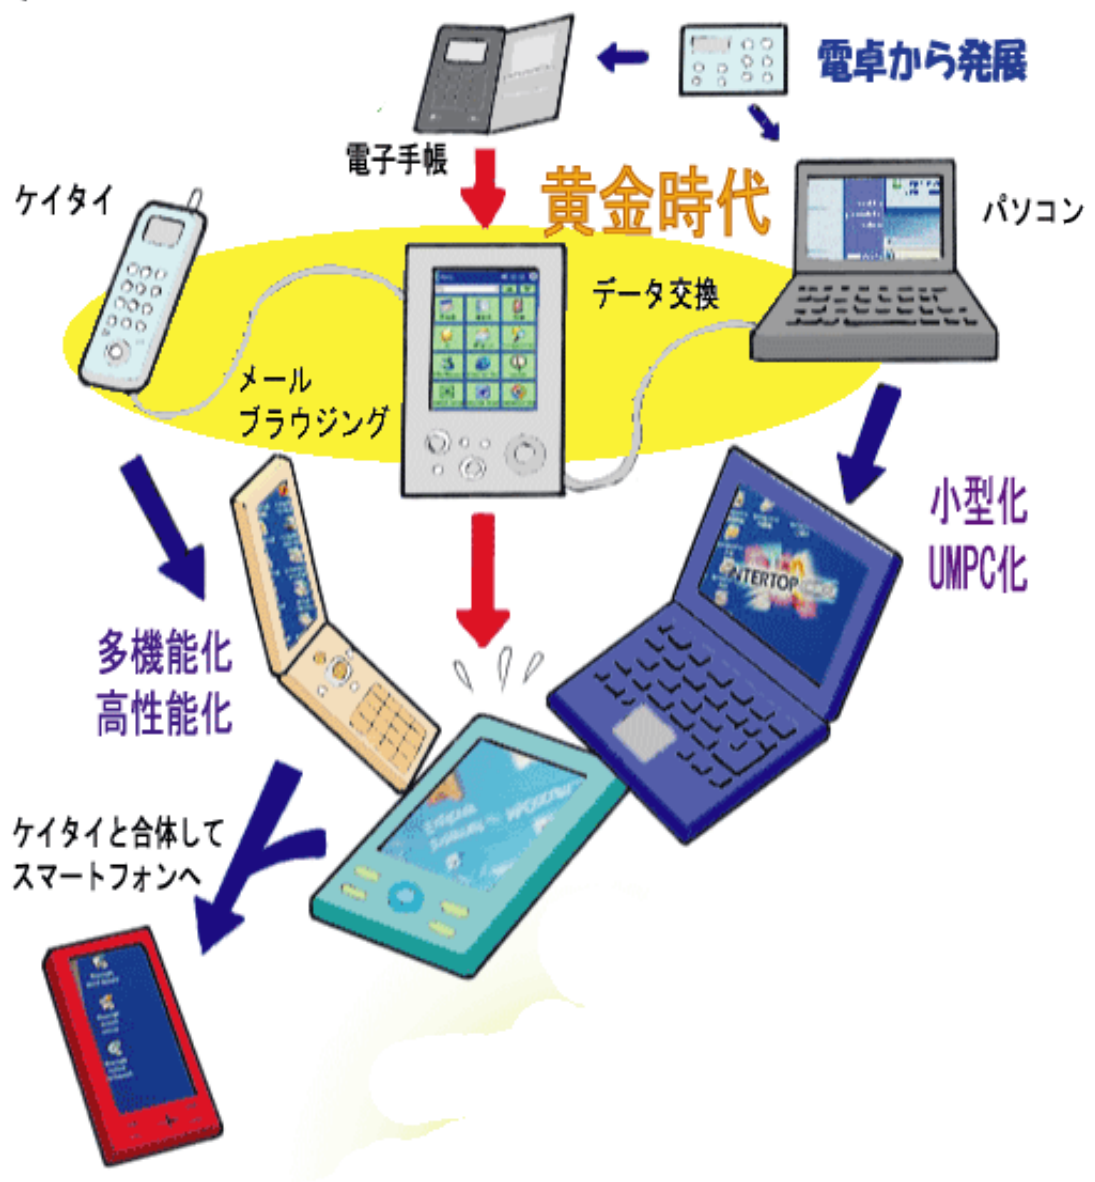 電卓から発展
電子手帳
黄金時代
ケイタイ
パソコン
データ交換
メール
ブラウジング
小型化
UMPC化
INTERTOP
多機能化
高性能化
ケイタイと合体して
スマートフォンへ